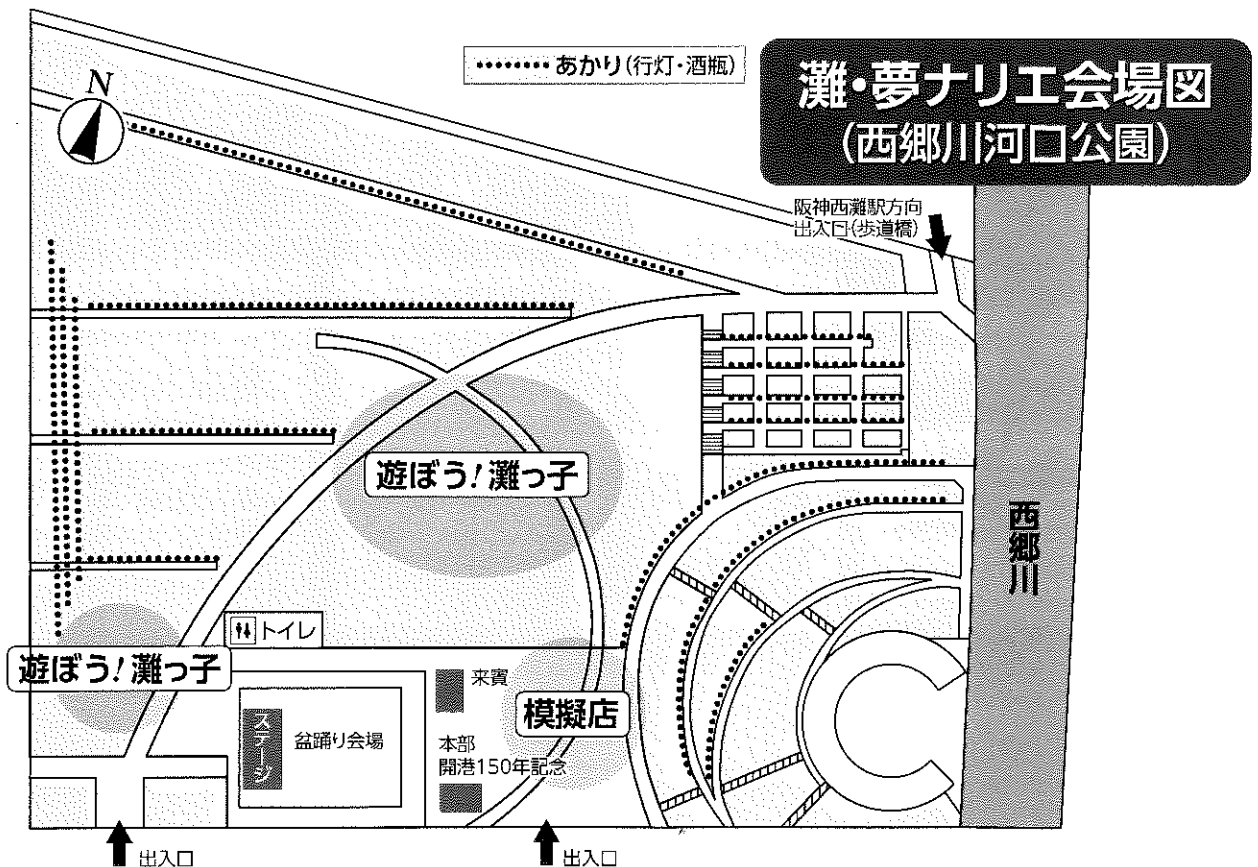 灘・夢ナリエ会場図
(西郷川河口公園)
N
あかり(行灯・酒瓶)
阪神西灘駅方向
出入口(歩道橋)
遊ぼう!灘っ子
西郷川
トイレ
遊ぼう!灘っ子
来賓
模擬店
ステージ
盆踊り会場
本部
開港150年記念
出入口
出入口